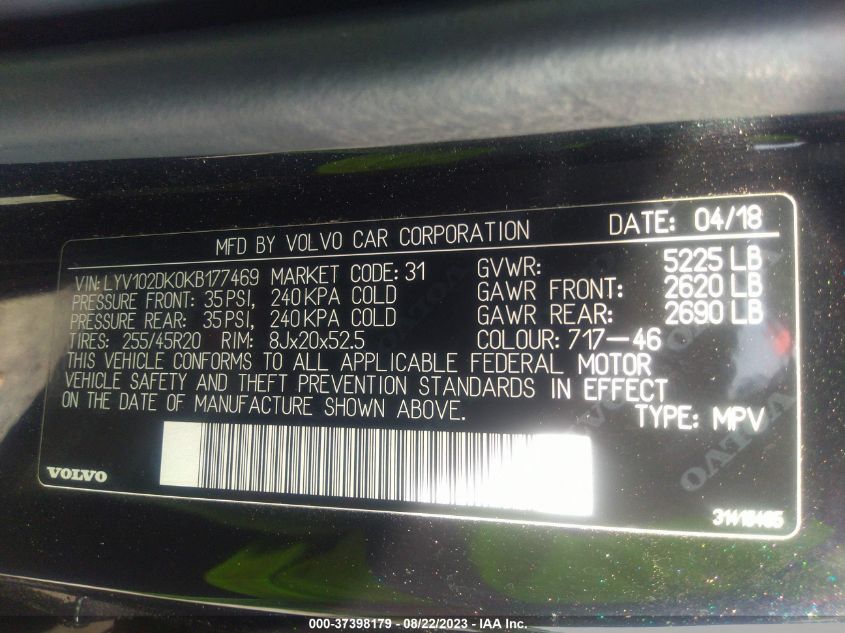 MFD BY VOLVO CAR CORPORATION DATE: 04/18
VIN: LYV102DK0KB177469 MARKET CODE: 31 GVWR: 5225 LB
PRESSURE FRONT: 35 PSI, 240 KPA COLD GAWR FRONT: 2620 LB
PRESSURE REAR: 35 PSI, 240 KPA COLD GAWR REAR: 2690 LB
TIRES: 255/45R20 RIM: 8Jx20x52.5 COLOUR: 717-46
THIS VEHICLE CONFORMS TO ALL APPLICABLE FEDERAL MOTOR
VEHICLE SAFETY AND THEFT PREVENTION STANDARDS IN EFFECT
ON THE DATE OF MANUFACTURE SHOWN ABOVE. TYPE: MPV
VOLVO
000-37398179 - 08/22/2023 - IAA Inc.